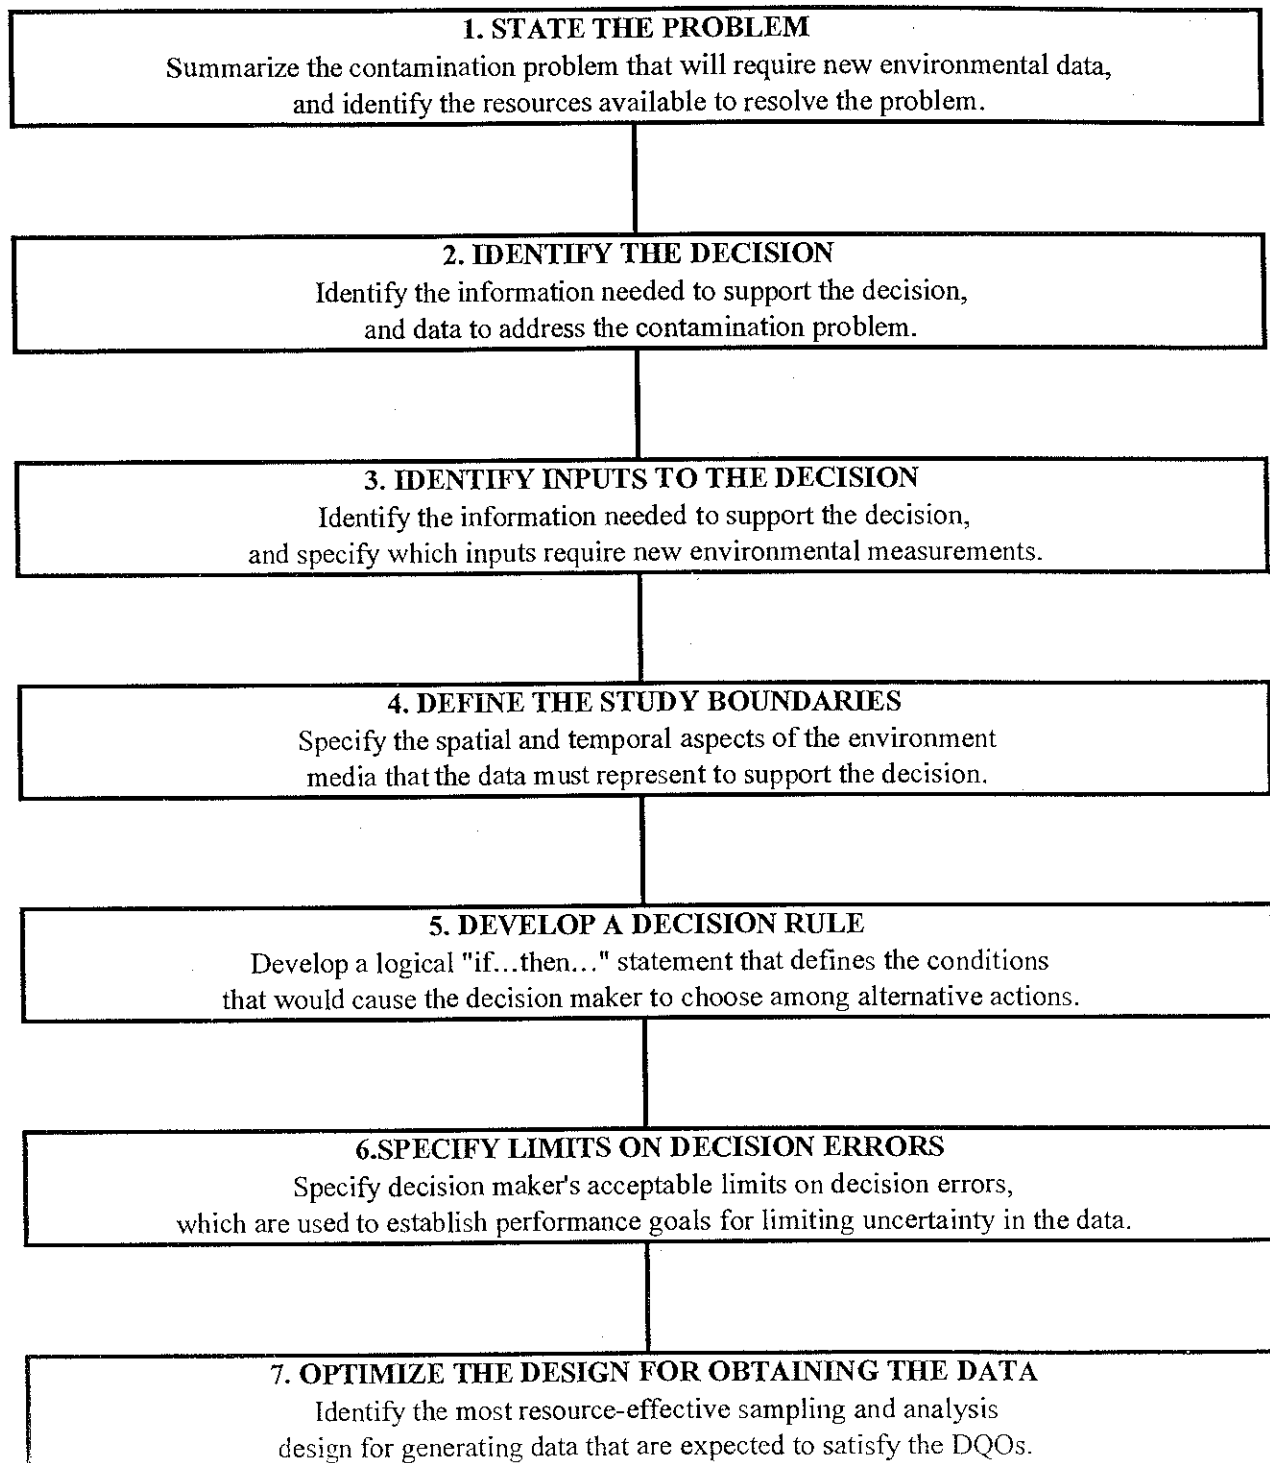 1. STATE THE PROBLEM
Summarize the contamination problem that will require new environmental data,
and identify the resources available to resolve the problem.
2. IDENTIFY THE DECISION
Identify the information needed to support the decision,
and data to address the contamination problem.
3. IDENTIFY INPUTS TO THE DECISION
Identify the information needed to support the decision,
and specify which inputs require new environmental measurements.
4. DEFINE THE STUDY BOUNDARIES
Specify the spatial and temporal aspects of the environment
media that the data must represent to support the decision.
5. DEVELOP A DECISION RULE
Develop a logical "if...then..." statement that defines the conditions
that would cause the decision maker to choose among alternative actions.
6.SPECIFY LIMITS ON DECISION ERRORS
Specify decision maker's acceptable limits on decision errors,
which are used to establish performance goals for limiting uncertainty in the data.
7. OPTIMIZE THE DESIGN FOR OBTAINING THE DATA
Identify the most resource-effective sampling and analysis
design for generating data that are expected to satisfy the DQOs.